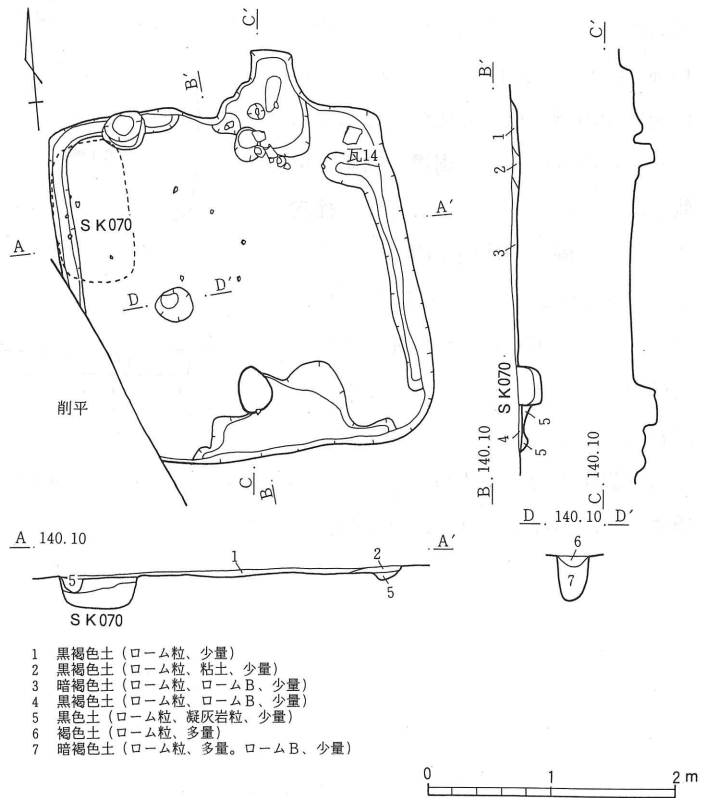 C'
B'
瓦14
SK070
A'
A
D
D'
削平
C
B
B'
C'
1
2
3
SK070
5
4
5
B 140.10
C 140.10
D 140.10 D'
6
7
A 140.10
A'
1
2
5
5
SK070
1 黒褐色土(ローム粒、少量)
2 黒褐色土(ローム粒、粘土、少量)
3 暗褐色土(ローム粒、ロームB、少量)
4 黒褐色土(ローム粒、ロームB、少量)
5 黒色土(ローム粒、凝灰岩粒、少量)
6 褐色土(ローム粒、多量)
7 暗褐色土(ローム粒、多量。ロームB、少量)
0 1 2m